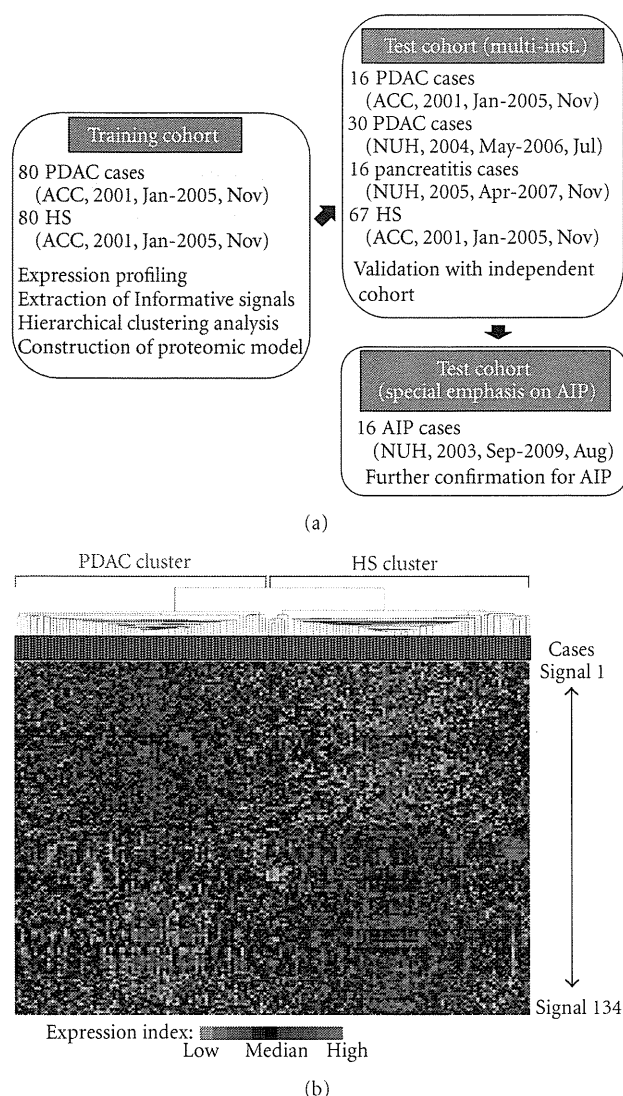 Training cohort
80 PDAC cases
(ACC, 2001, Jan-2005, Nov)
80 HS
(ACC, 2001, Jan-2005, Nov)
Expression profiling
Extraction of Informative signals
Hierarchical clustering analysis
Construction of proteomic model
Test cohort (multi-inst.)
16 PDAC cases
(ACC, 2001, Jan-2005, Nov)
30 PDAC cases
(NUH, 2004, May-2006, Jul)
16 pancreatitis cases
(NUH, 2005, Apr-2007, Nov)
67 HS
(ACC, 2001, Jan-2005, Nov)
Validation with independent
cohort
Test cohort
(special emphasis on AIP)
16 AIP cases
(NUH, 2003, Sep-2009, Aug)
Further confirmation for AIP
(a)
PDAC cluster
HS cluster
Cases
Signal 1
Signal 134
Expression index:
Low Median High
(b)